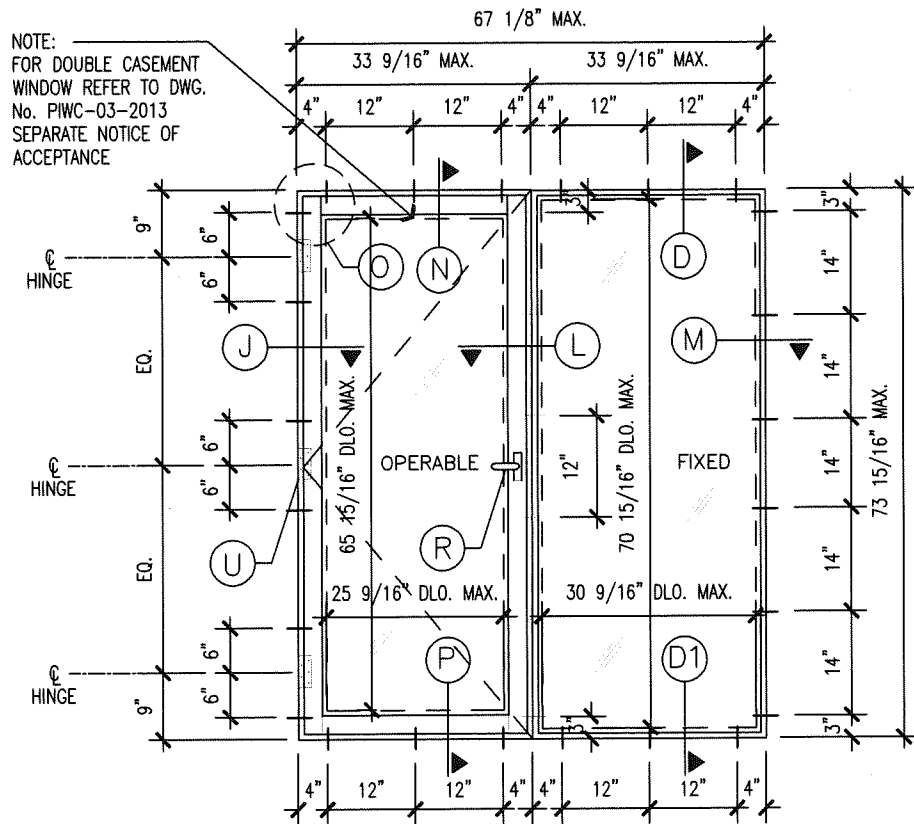 67 1/8" MAX.
NOTE:
FOR DOUBLE CASEMENT
WINDOW REFER TO DWG.
No. PIWC-03-2013
SEPARATE NOTICE OF
ACCEPTANCE
33 9/16" MAX.
33 9/16" MAX.
4"
12"
12"
4"
4"
12"
12"
4"
9"
6"
6"
℄
HINGE
O
N
3"
D
3"
14"
J
L
M
EQ.
14"
65 15/16" DLO. MAX.
70 15/16" DLO. MAX.
73 15/16" MAX.
6"
6"
℄
HINGE
OPERABLE
12"
FIXED
14"
14"
U
R
EQ.
25 9/16" DLO. MAX.
30 9/16" DLO. MAX.
6"
6"
℄
HINGE
P
D1
14"
9"
3"
3"
4"
12"
12"
4"
4"
12"
12"
4"